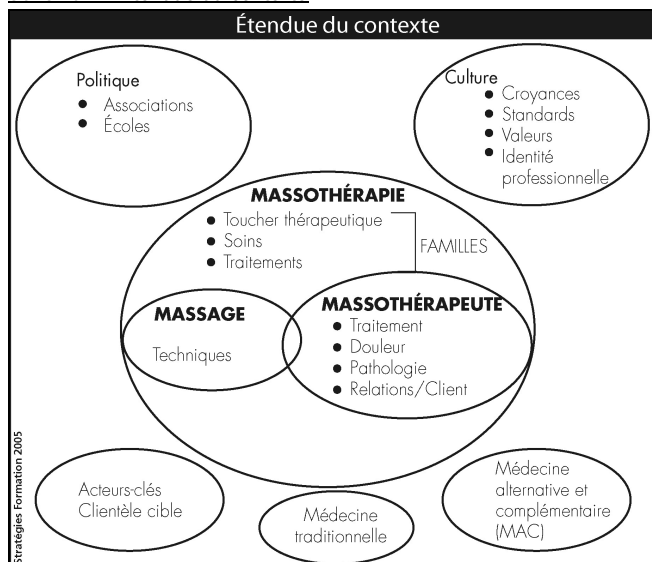 Étendue du contexte
Politique
• Associations
• Écoles
Culture
• Croyances
• Standards
• Valeurs
• Identité
professionnelle
MASSOTHÉRAPIE
• Toucher thérapeutique
• Soins
• Traitements
FAMILLES
MASSAGE
Techniques
MASSOTHÉRAPEUTE
• Traitement
• Douleur
• Pathologie
• Relations/Client
Acteurs-clés
Clientèle cible
Médecine
traditionnelle
Médecine
alternative et
complémentaire
(MAC)
Stratégies Formation 2005